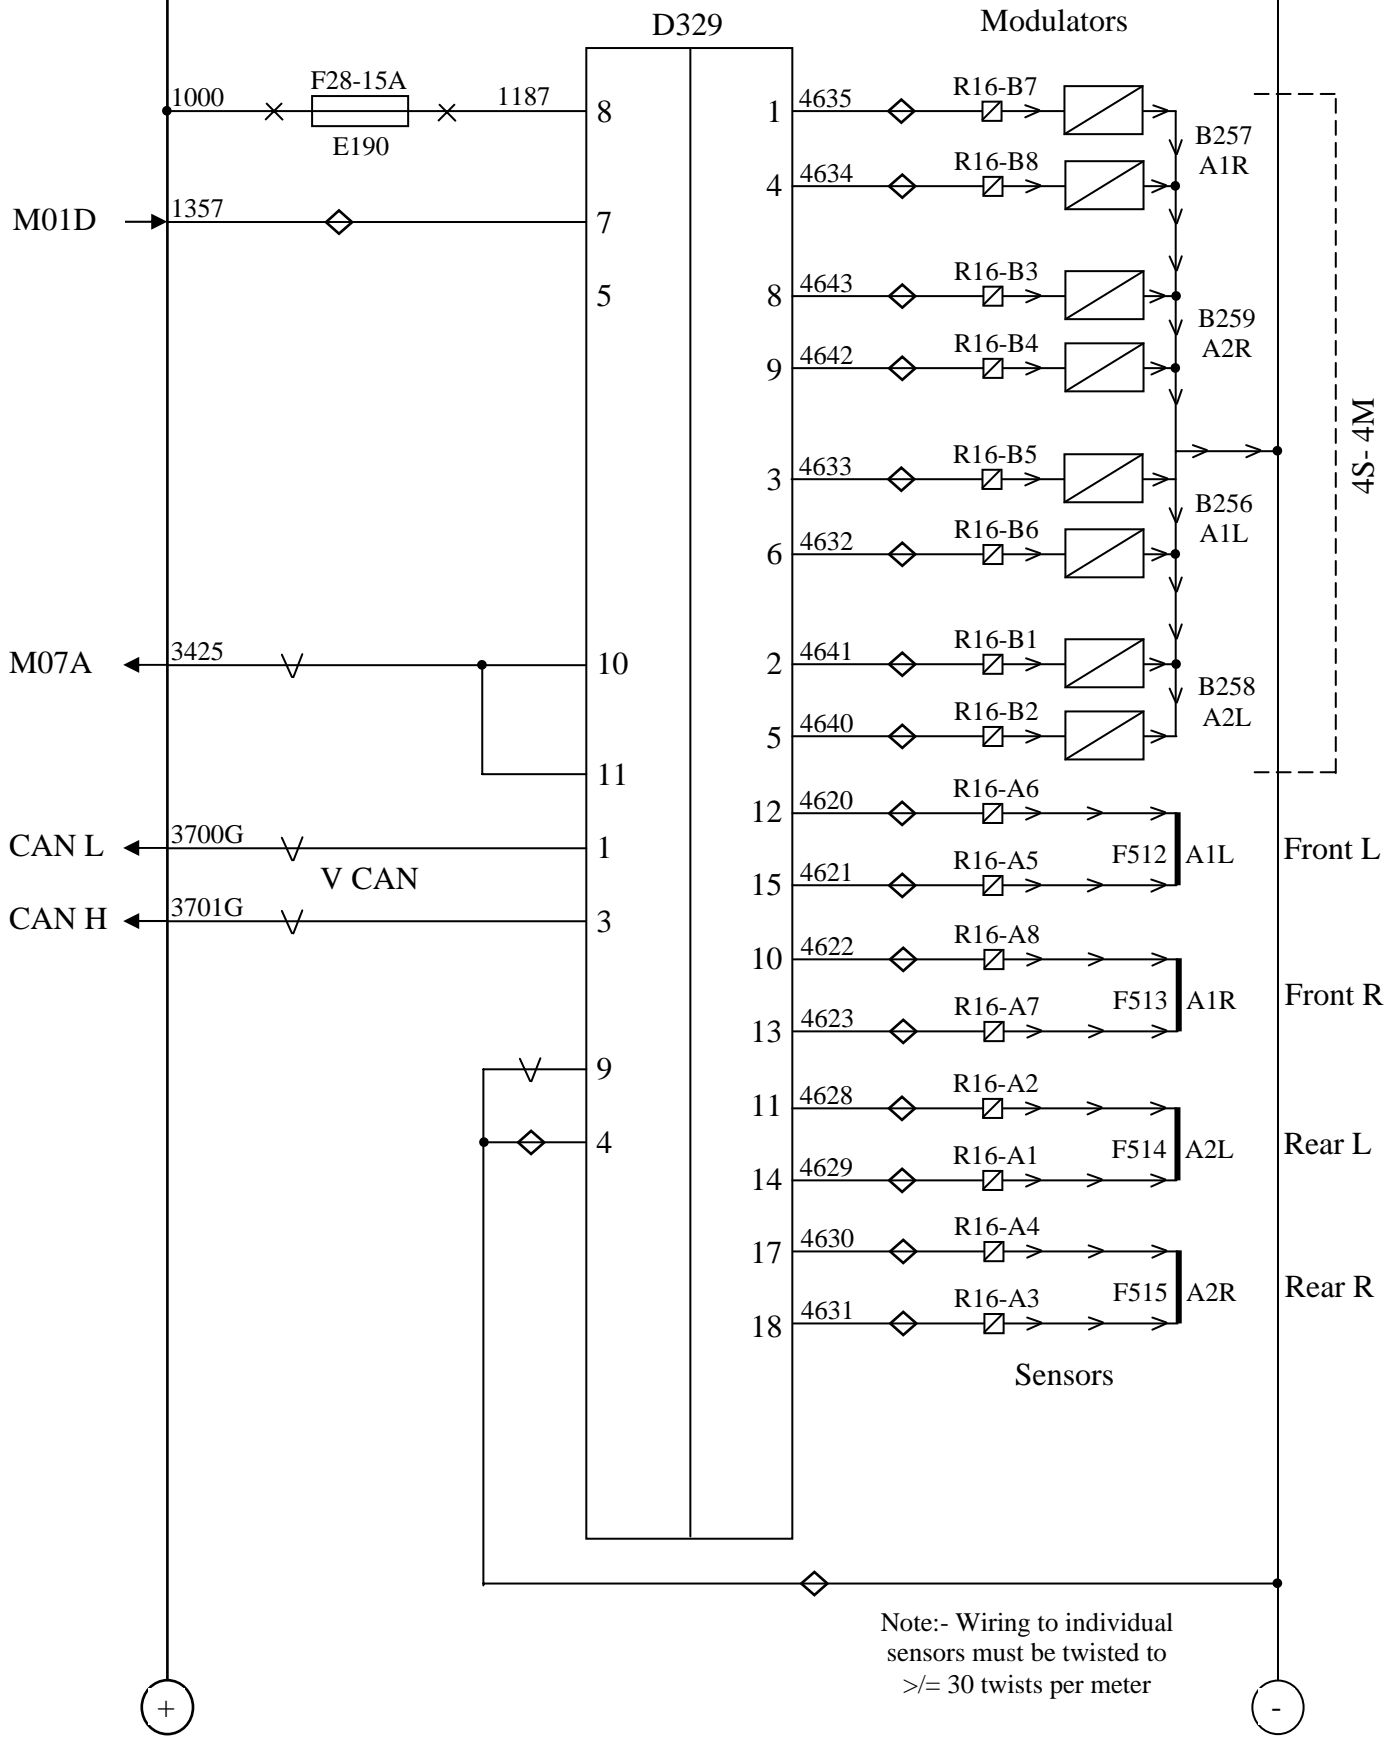 D329
Modulators
1000
F28-15A
E190
1187
8
M01D
1357
7
5
M07A
3425
10
11
CAN L
3700G
1
V CAN
CAN H
3701G
3
9
4
1
4635
R16-B7
B257
A1R
4
4634
R16-B8
8
4643
R16-B3
B259
A2R
9
4642
R16-B4
4S- 4M
3
4633
R16-B5
B256
A1L
6
4632
R16-B6
2
4641
R16-B1
B258
A2L
5
4640
R16-B2
12
4620
R16-A6
F512
A1L
Front L
15
4621
R16-A5
10
4622
R16-A8
F513
A1R
Front R
13
4623
R16-A7
11
4628
R16-A2
F514
A2L
Rear L
14
4629
R16-A1
17
4630
R16-A4
F515
A2R
Rear R
18
4631
R16-A3
Sensors
Note:- Wiring to individual
sensors must be twisted to
>/= 30 twists per meter
+
-